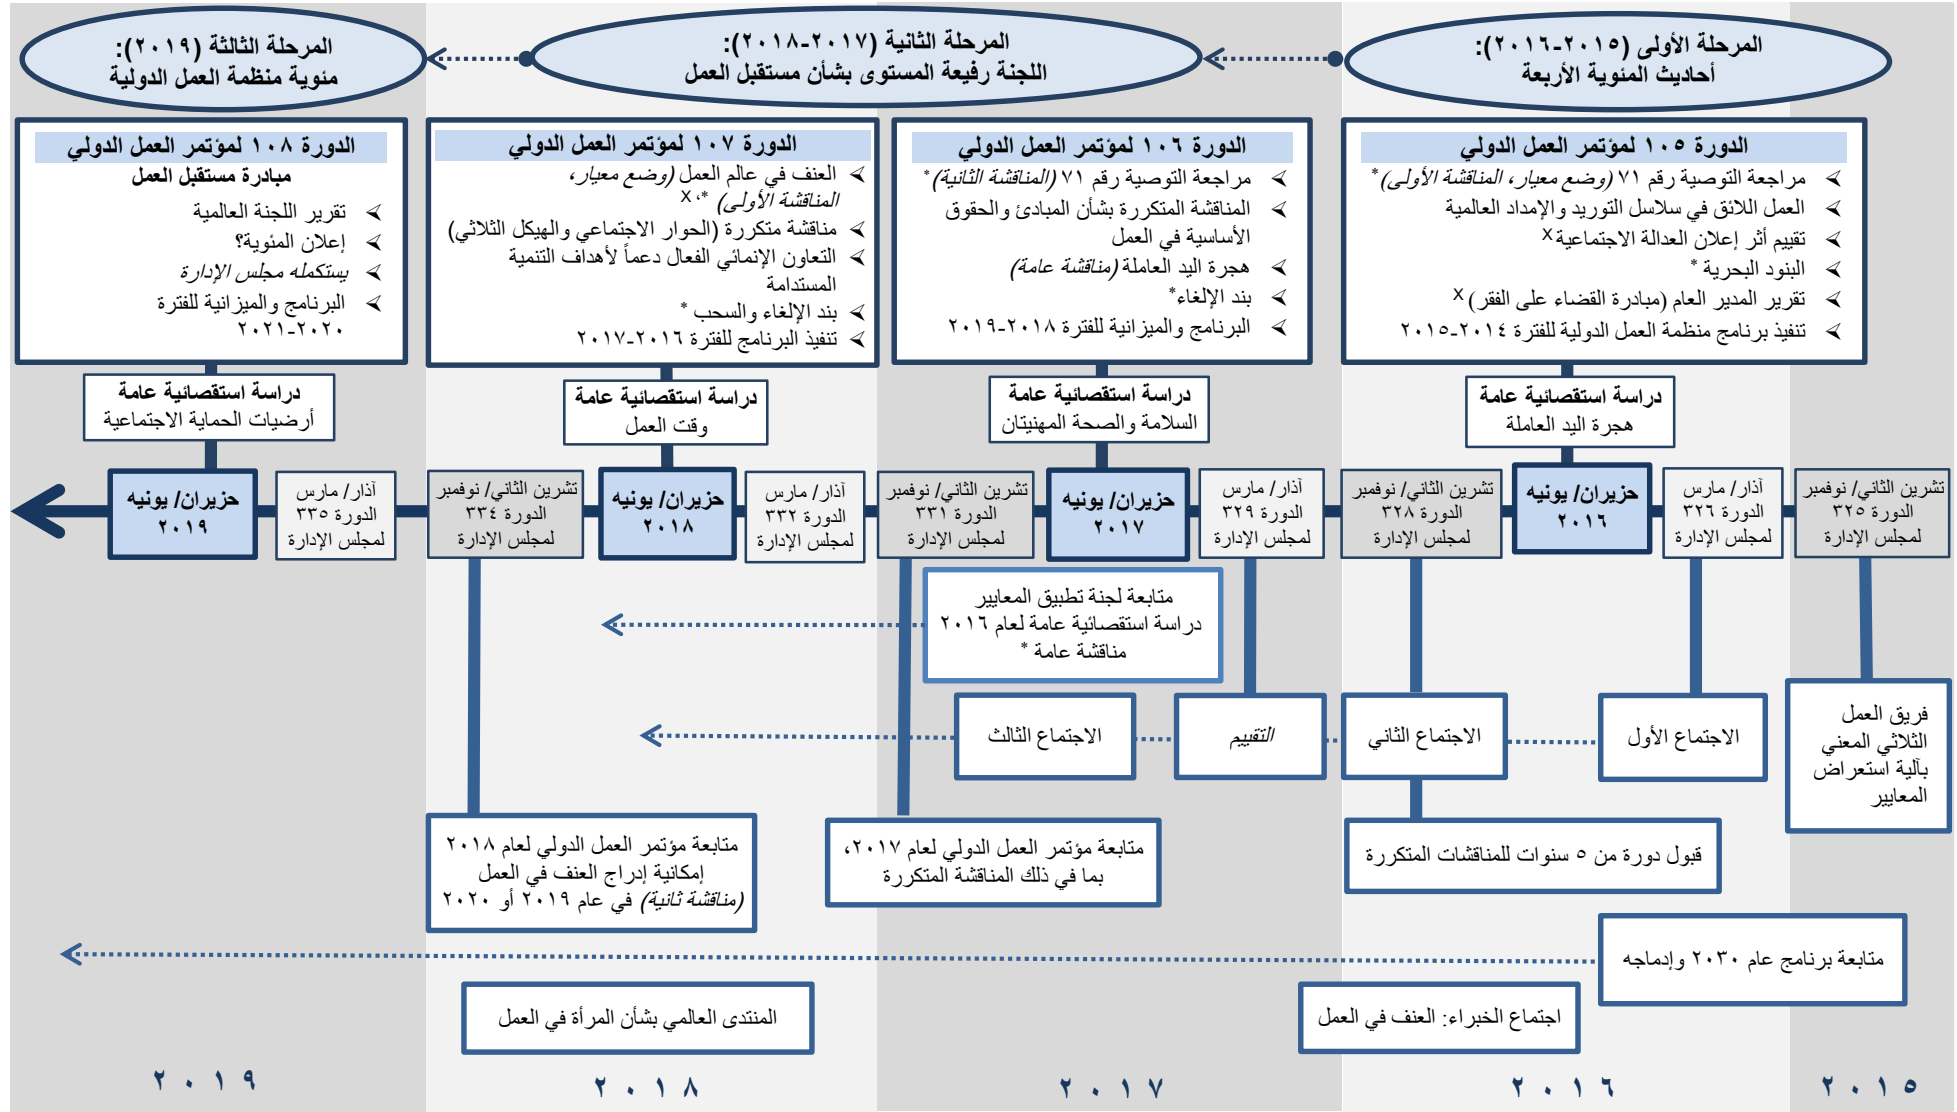 المرحلة الأولى (٢٠١٥-٢٠١٦):
أحاديث المئوية الأربعة
المرحلة الثانية (٢٠١٧-٢٠١٨):
اللجنة رفيعة المستوى بشأن مستقبل العمل
المرحلة الثالثة (٢٠١٩):
مئوية منظمة العمل الدولية
الدورة ١٠٥ لمؤتمر العمل الدولي
مراجعة التوصية رقم ٧١ (وضع معيار، المناقشة الأولى)*
العمل اللائق في سلاسل التوريد والإمداد العالمية
تقييم أثر إعلان العدالة الاجتماعية X
البنود البحرية *
تقرير المدير العام (مبادرة القضاء على الفقر) X
تنفيذ برنامج منظمة العمل الدولية للفترة ٢٠١٤-٢٠١٥
الدورة ١٠٦ لمؤتمر العمل الدولي
مراجعة التوصية رقم ٧١ (المناقشة الثانية)*
المناقشة المتكررة بشأن المبادئ والحقوق
الأساسية في العمل
هجرة اليد العاملة (مناقشة عامة)
بند الإلغاء*
البرنامج والميزانية للفترة ٢٠١٨-٢٠١٩
الدورة ١٠٧ لمؤتمر العمل الدولي
العنف في عالم العمل (وضع معيار،
المناقشة الأولى) *، X
مناقشة متكررة (الحوار الاجتماعي والهيكل الثلاثي)
التعاون الإنمائي الفعال دعماً لأهداف التنمية
المستدامة
بند الإلغاء والسحب *
تنفيذ البرنامج للفترة ٢٠١٦-٢٠١٧
الدورة ١٠٨ لمؤتمر العمل الدولي
مبادرة مستقبل العمل
تقرير اللجنة العالمية
إعلان المئوية؟
يستكمله مجلس الإدارة
البرنامج والميزانية للفترة
٢٠٢٠-٢٠٢١
دراسة استقصائية عامة
هجرة اليد العاملة
دراسة استقصائية عامة
السلامة والصحة المهنيتان
دراسة استقصائية عامة
وقت العمل
دراسة استقصائية عامة
أرضيات الحماية الاجتماعية
تشرين الثاني/ نوفمبر
الدورة ٣٢٥
لمجلس الإدارة
آذار/ مارس
الدورة ٣٢٦
لمجلس الإدارة
حزيران/ يونيه
٢٠١٦
تشرين الثاني/ نوفمبر
الدورة ٣٢٨
لمجلس الإدارة
آذار/ مارس
الدورة ٣٢٩
لمجلس الإدارة
حزيران/ يونيه
٢٠١٧
تشرين الثاني/ نوفمبر
الدورة ٣٣١
لمجلس الإدارة
آذار/ مارس
الدورة ٣٣٢
لمجلس الإدارة
حزيران/ يونيه
٢٠١٨
تشرين الثاني/ نوفمبر
الدورة ٣٣٤
لمجلس الإدارة
آذار/ مارس
الدورة ٣٣٥
لمجلس الإدارة
حزيران/ يونيه
٢٠١٩
متابعة لجنة تطبيق المعايير
دراسة استقصائية عامة لعام ٢٠١٦
مناقشة عامة *
فريق العمل
الثلاثي المعني
بآلية استعراض
المعايير
الاجتماع الأول
الاجتماع الثاني
التقييم
الاجتماع الثالث
قبول دورة من ٥ سنوات للمناقشات المتكررة
متابعة مؤتمر العمل الدولي لعام ٢٠١٧،
بما في ذلك المناقشة المتكررة
متابعة مؤتمر العمل الدولي لعام ٢٠١٨
إمكانية إدراج العنف في العمل
(مناقشة ثانية) في عام ٢٠١٩ أو ٢٠٢٠
متابعة برنامج عام ٢٠٣٠ وإدماجه
اجتماع الخبراء: العنف في العمل
المنتدى العالمي بشأن المرأة في العمل
٢٠١٥
٢٠١٦
٢٠١٧
٢٠١٨
٢٠١٩